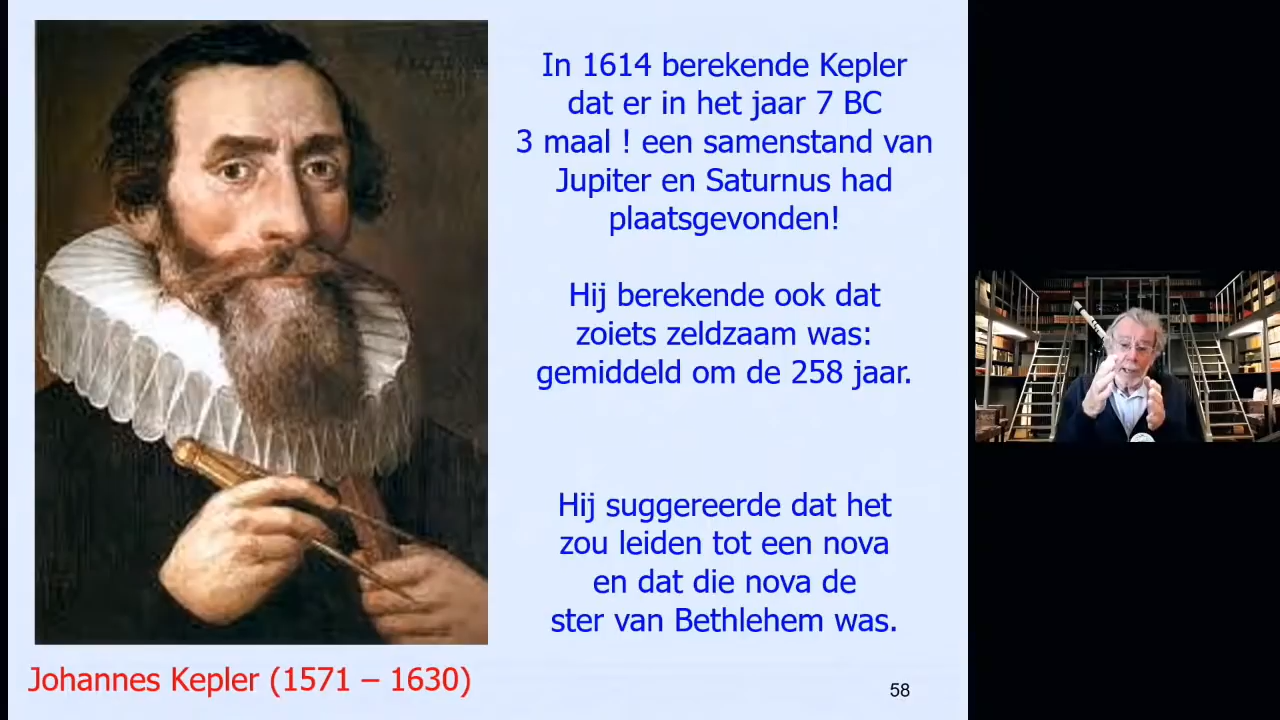 In 1614 berekende Kepler
dat er in het jaar 7 BC
3 maal ! een samenstand van
Jupiter en Saturnus had
plaatsgevonden!
Hij berekende ook dat
zoiets zeldzaam was:
gemiddeld om de 258 jaar.
Hij suggereerde dat het
zou leiden tot een nova
en dat die nova de
ster van Bethlehem was.
Johannes Kepler (1571 – 1630)
58